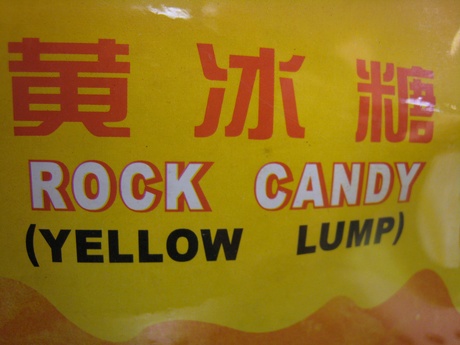 黄冰糖
ROCK CANDY
(YELLOW LUMP)